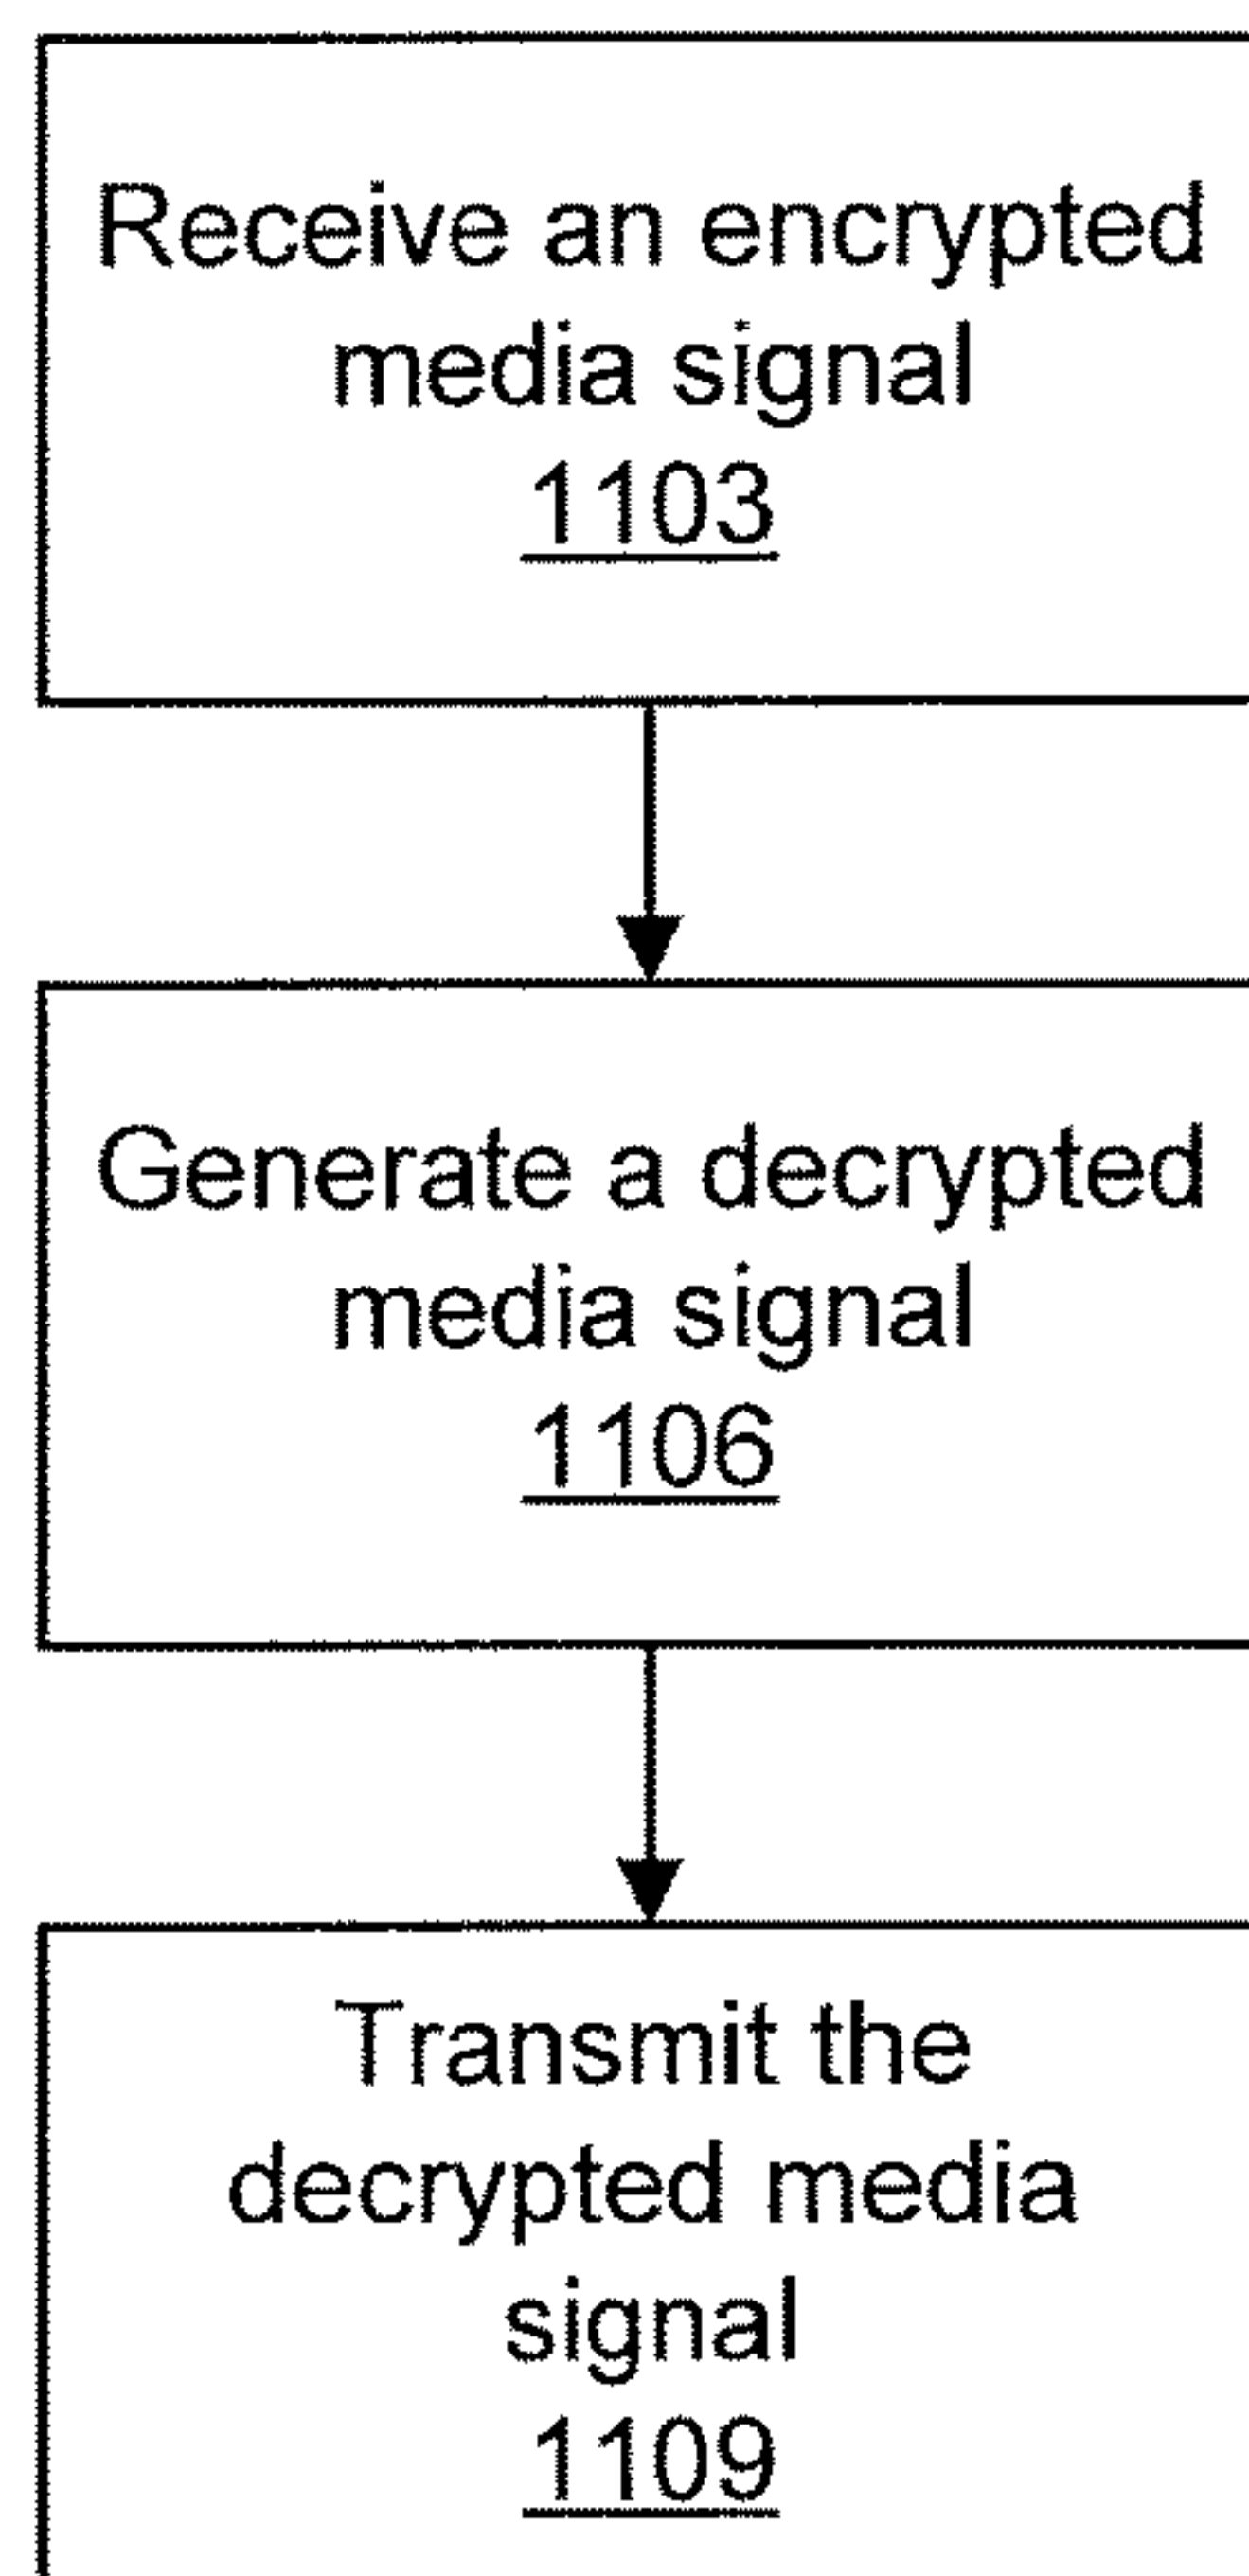 Receive an encrypted
media signal
1103
Generate a decrypted
media signal
1106
Transmit the
decrypted media
signal
1109